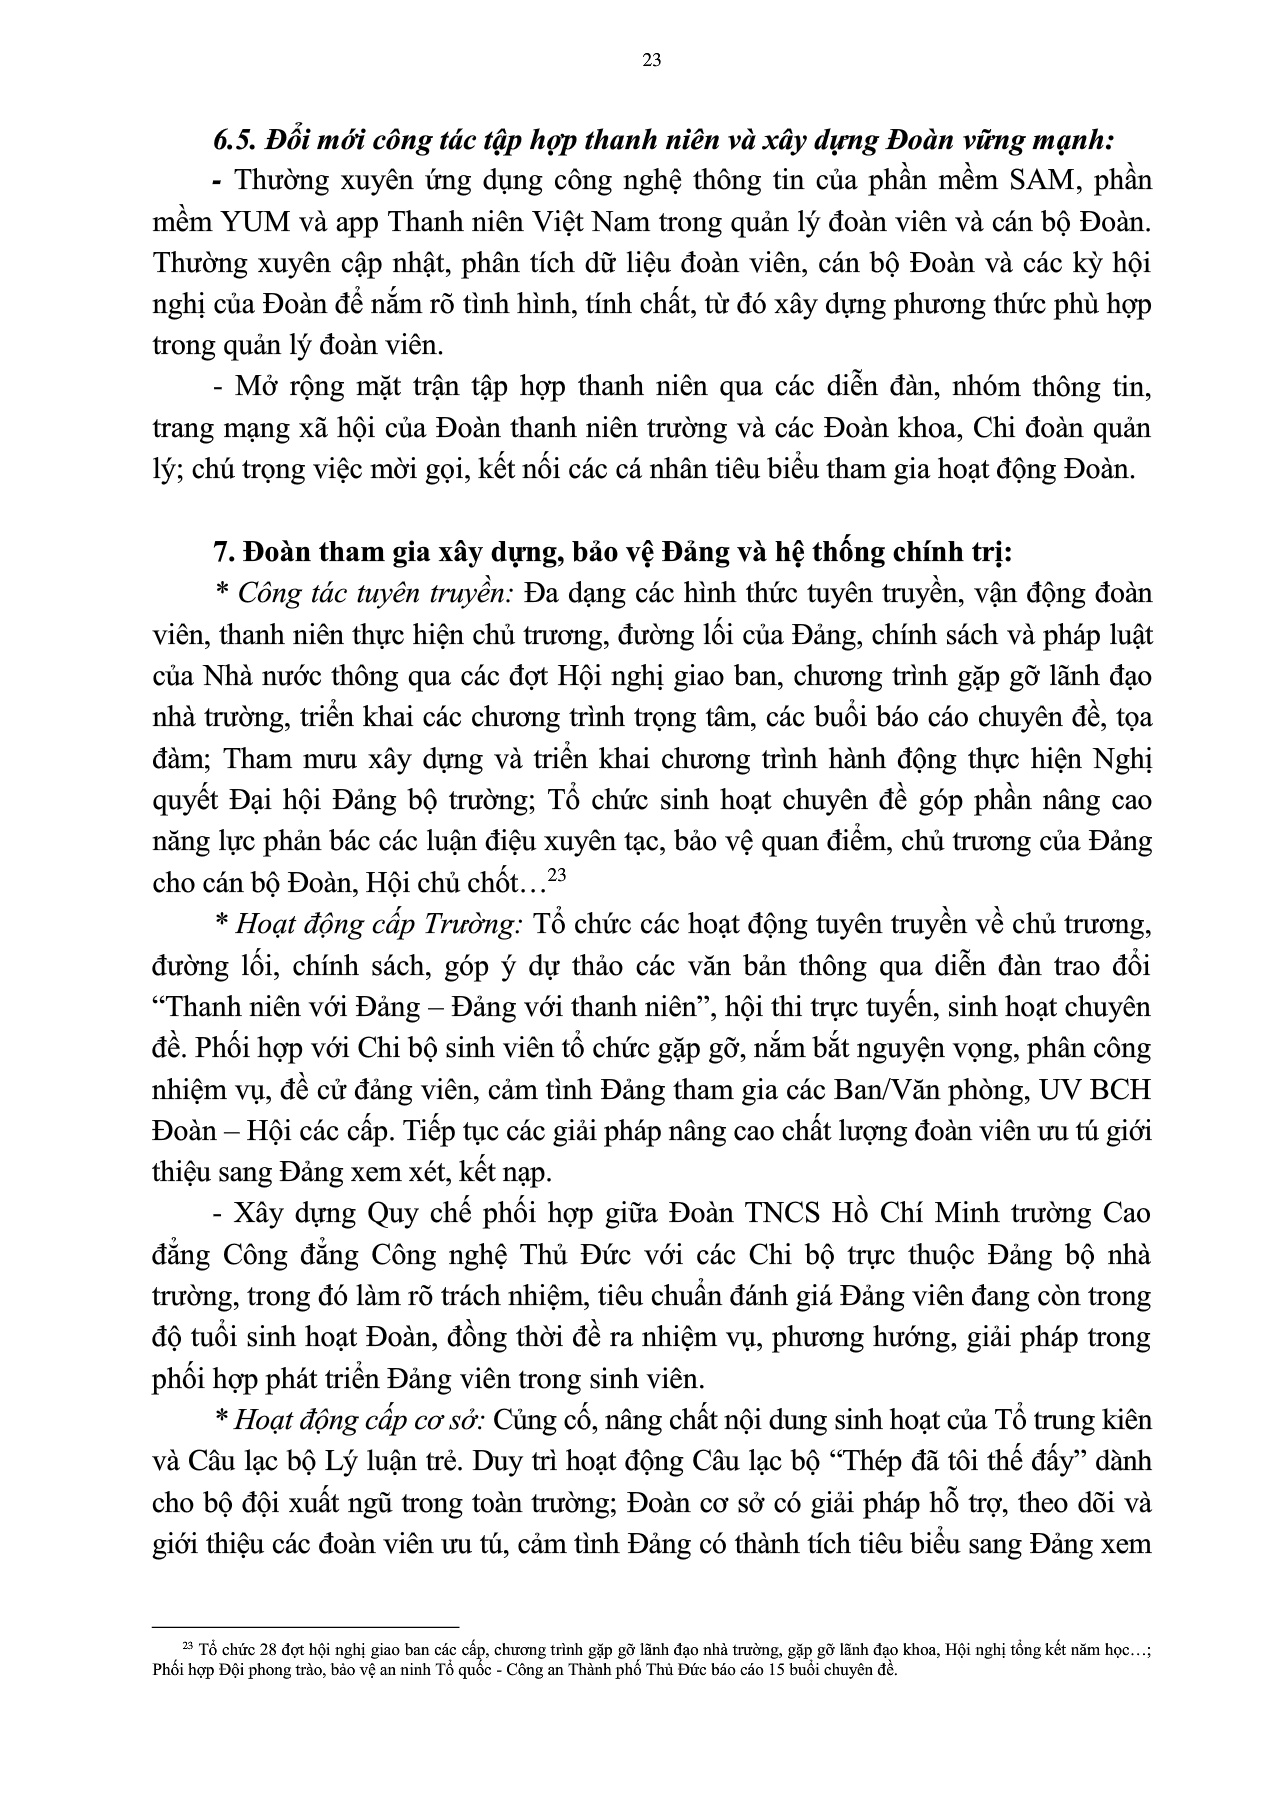 23
6.5. Đổi mới công tác tập hợp thanh niên và xây dựng Đoàn vững mạnh:
- Thường xuyên ứng dụng công nghệ thông tin của phần mềm SAM, phần
mềm YUM và app Thanh niên Việt Nam trong quản lý đoàn viên và cán bộ Đoàn.
Thường xuyên cập nhật, phân tích dữ liệu đoàn viên, cán bộ Đoàn và các kỳ hội
nghị của Đoàn để nắm rõ tình hình, tính chất, từ đó xây dựng phương thức phù hợp
trong quản lý đoàn viên.
- Mở rộng mặt trận tập hợp thanh niên qua các diễn đàn, nhóm thông tin,
trang mạng xã hội của Đoàn thanh niên trường và các Đoàn khoa, Chi đoàn quản
lý; chú trọng việc mời gọi, kết nối các cá nhân tiêu biểu tham gia hoạt động Đoàn.
7. Đoàn tham gia xây dựng, bảo vệ Đảng và hệ thống chính trị:
* Công tác tuyên truyền: Đa dạng các hình thức tuyên truyền, vận động đoàn
viên, thanh niên thực hiện chủ trương, đường lối của Đảng, chính sách và pháp luật
của Nhà nước thông qua các đợt Hội nghị giao ban, chương trình gặp gỡ lãnh đạo
nhà trường, triển khai các chương trình trọng tâm, các buổi báo cáo chuyên đề, tọa
đàm; Tham mưu xây dựng và triển khai chương trình hành động thực hiện Nghị
quyết Đại hội Đảng bộ trường; Tổ chức sinh hoạt chuyên đề góp phần nâng cao
năng lực phản bác các luận điệu xuyên tạc, bảo vệ quan điểm, chủ trương của Đảng
cho cán bộ Đoàn, Hội chủ chốt…23
* Hoạt động cấp Trường: Tổ chức các hoạt động tuyên truyền về chủ trương,
đường lối, chính sách, góp ý dự thảo các văn bản thông qua diễn đàn trao đổi
“Thanh niên với Đảng – Đảng với thanh niên”, hội thi trực tuyến, sinh hoạt chuyên
đề. Phối hợp với Chi bộ sinh viên tổ chức gặp gỡ, nắm bắt nguyện vọng, phân công
nhiệm vụ, đề cử đảng viên, cảm tình Đảng tham gia các Ban/Văn phòng, UV BCH
Đoàn – Hội các cấp. Tiếp tục các giải pháp nâng cao chất lượng đoàn viên ưu tú giới
thiệu sang Đảng xem xét, kết nạp.
- Xây dựng Quy chế phối hợp giữa Đoàn TNCS Hồ Chí Minh trường Cao
đẳng Công đẳng Công nghệ Thủ Đức với các Chi bộ trực thuộc Đảng bộ nhà
trường, trong đó làm rõ trách nhiệm, tiêu chuẩn đánh giá Đảng viên đang còn trong
độ tuổi sinh hoạt Đoàn, đồng thời đề ra nhiệm vụ, phương hướng, giải pháp trong
phối hợp phát triển Đảng viên trong sinh viên.
* Hoạt động cấp cơ sở: Củng cố, nâng chất nội dung sinh hoạt của Tổ trung kiên
và Câu lạc bộ Lý luận trẻ. Duy trì hoạt động Câu lạc bộ “Thép đã tôi thế đấy” dành
cho bộ đội xuất ngũ trong toàn trường; Đoàn cơ sở có giải pháp hỗ trợ, theo dõi và
giới thiệu các đoàn viên ưu tú, cảm tình Đảng có thành tích tiêu biểu sang Đảng xem
23 Tổ chức 28 đợt hội nghị giao ban các cấp, chương trình gặp gỡ lãnh đạo nhà trường, gặp gỡ lãnh đạo khoa, Hội nghị tổng kết năm học…;
Phối hợp Đội phong trào, bảo vệ an ninh Tổ quốc - Công an Thành phố Thủ Đức báo cáo 15 buổi chuyên đề.